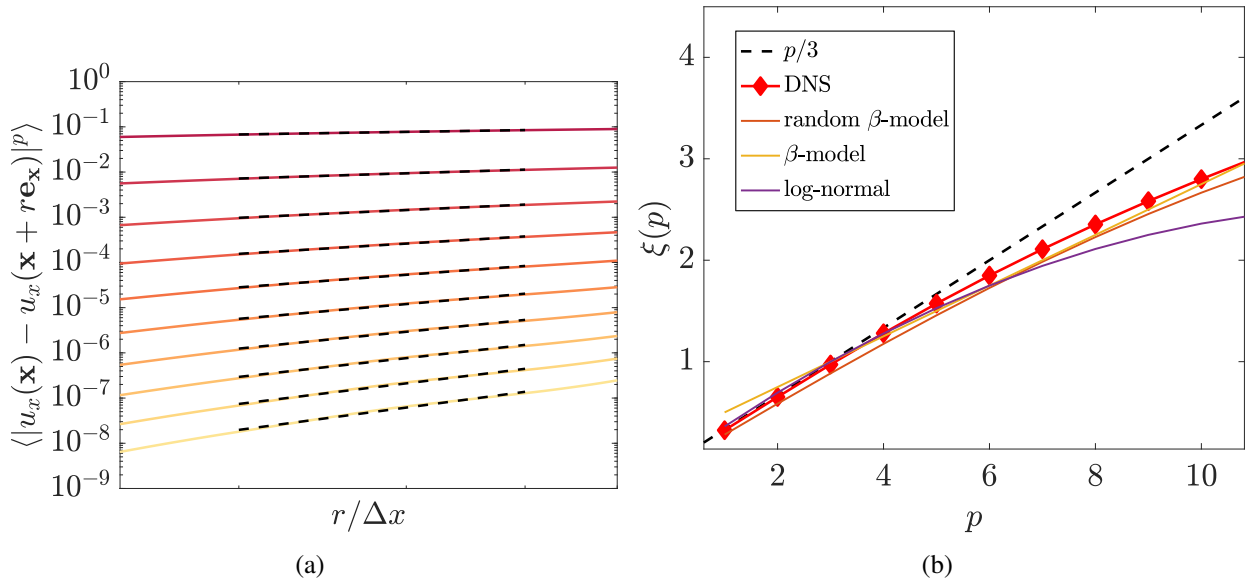 ⟨|u_x(𝐱) − u_x(𝐱 + r𝐞_𝐱)|^p⟩
10^0
10^-1
10^-2
10^-3
10^-4
10^-5
10^-6
10^-7
10^-8
10^-9
r/Δx
(a)
ξ(p)
4
3
2
1
p/3
DNS
random β-model
β-model
log-normal
2 4 6 8 10
p
(b)